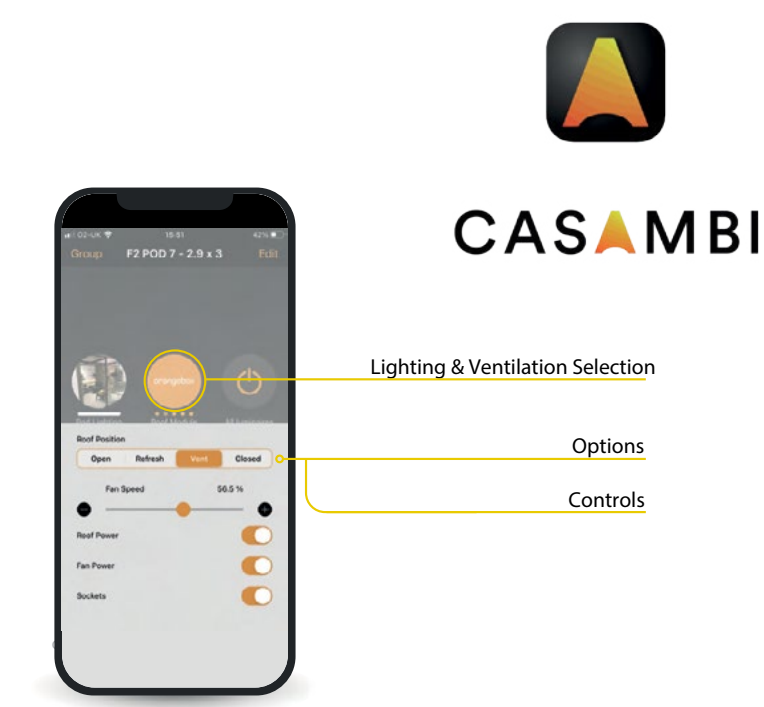 CASAMBI
O2-UK 15:51 42%
Group F2 POD 7 - 2.9 x 3 Edit
orangebox
Lighting & Ventilation Selection
Roof Position
Open Refresh Vent Closed
Options
Fan Speed 56.5 %
Controls
Roof Power
Fan Power
Sockets